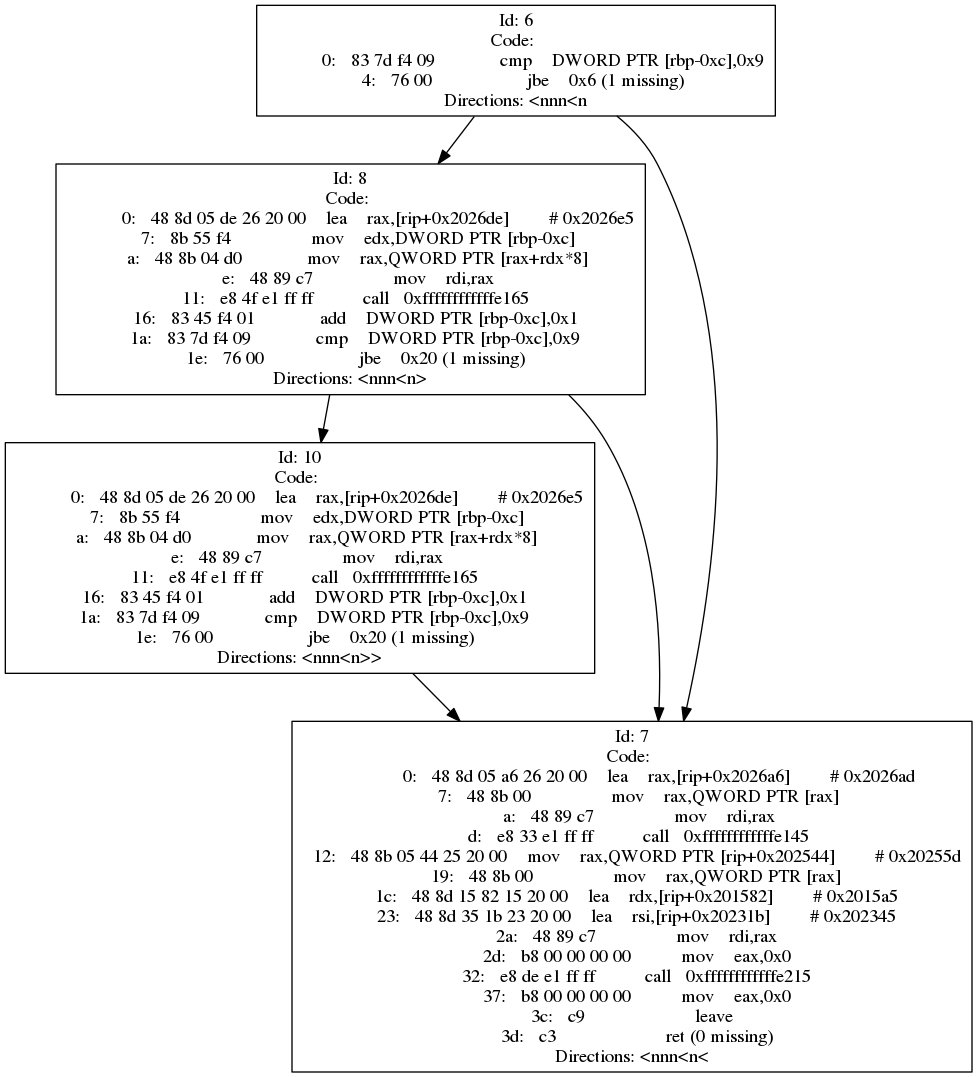 Id: 6
Code:
0: 83 7d f4 09 cmp DWORD PTR [rbp-0xc],0x9
4: 76 00 jbe 0x6 (1 missing)
Directions: <nnn<n
Id: 8
Code:
0: 48 8d 05 de 26 20 00 lea rax,[rip+0x2026de] # 0x2026e5
7: 8b 55 f4 mov edx,DWORD PTR [rbp-0xc]
a: 48 8b 04 d0 mov rax,QWORD PTR [rax+rdx*8]
e: 48 89 c7 mov rdi,rax
11: e8 4f e1 ff ff call 0xffffffffffffe165
16: 83 45 f4 01 add DWORD PTR [rbp-0xc],0x1
1a: 83 7d f4 09 cmp DWORD PTR [rbp-0xc],0x9
1e: 76 00 jbe 0x20 (1 missing)
Directions: <nnn<n>
Id: 10
Code:
0: 48 8d 05 de 26 20 00 lea rax,[rip+0x2026de] # 0x2026e5
7: 8b 55 f4 mov edx,DWORD PTR [rbp-0xc]
a: 48 8b 04 d0 mov rax,QWORD PTR [rax+rdx*8]
e: 48 89 c7 mov rdi,rax
11: e8 4f e1 ff ff call 0xffffffffffffe165
16: 83 45 f4 01 add DWORD PTR [rbp-0xc],0x1
1a: 83 7d f4 09 cmp DWORD PTR [rbp-0xc],0x9
1e: 76 00 jbe 0x20 (1 missing)
Directions: <nnn<n>>
Id: 7
Code:
0: 48 8d 05 a6 26 20 00 lea rax,[rip+0x2026a6] # 0x2026ad
7: 48 8b 00 mov rax,QWORD PTR [rax]
a: 48 89 c7 mov rdi,rax
d: e8 33 e1 ff ff call 0xffffffffffffe145
12: 48 8b 05 44 25 20 00 mov rax,QWORD PTR [rip+0x202544] # 0x20255d
19: 48 8b 00 mov rax,QWORD PTR [rax]
1c: 48 8d 15 82 15 20 00 lea rdx,[rip+0x201582] # 0x2015a5
23: 48 8d 35 1b 23 20 00 lea rsi,[rip+0x20231b] # 0x202345
2a: 48 89 c7 mov rdi,rax
2d: b8 00 00 00 00 mov eax,0x0
32: e8 de e1 ff ff call 0xffffffffffffe215
37: b8 00 00 00 00 mov eax,0x0
3c: c9 leave
3d: c3 ret (0 missing)
Directions: <nnn<n<